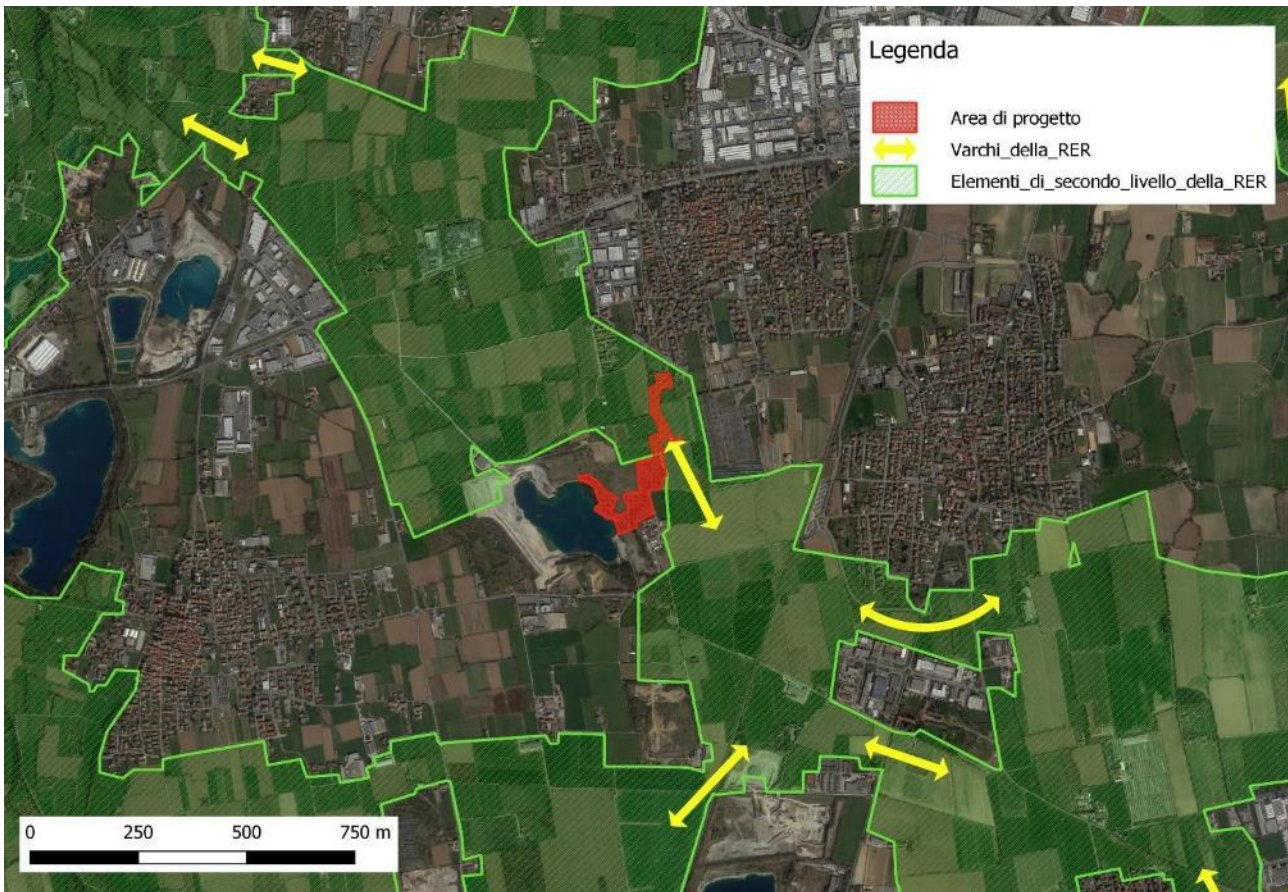 Legenda
Area di progetto
Varchi_della_RER
Elementi_di_secondo_livello_della_RER
0 250 500 750 m